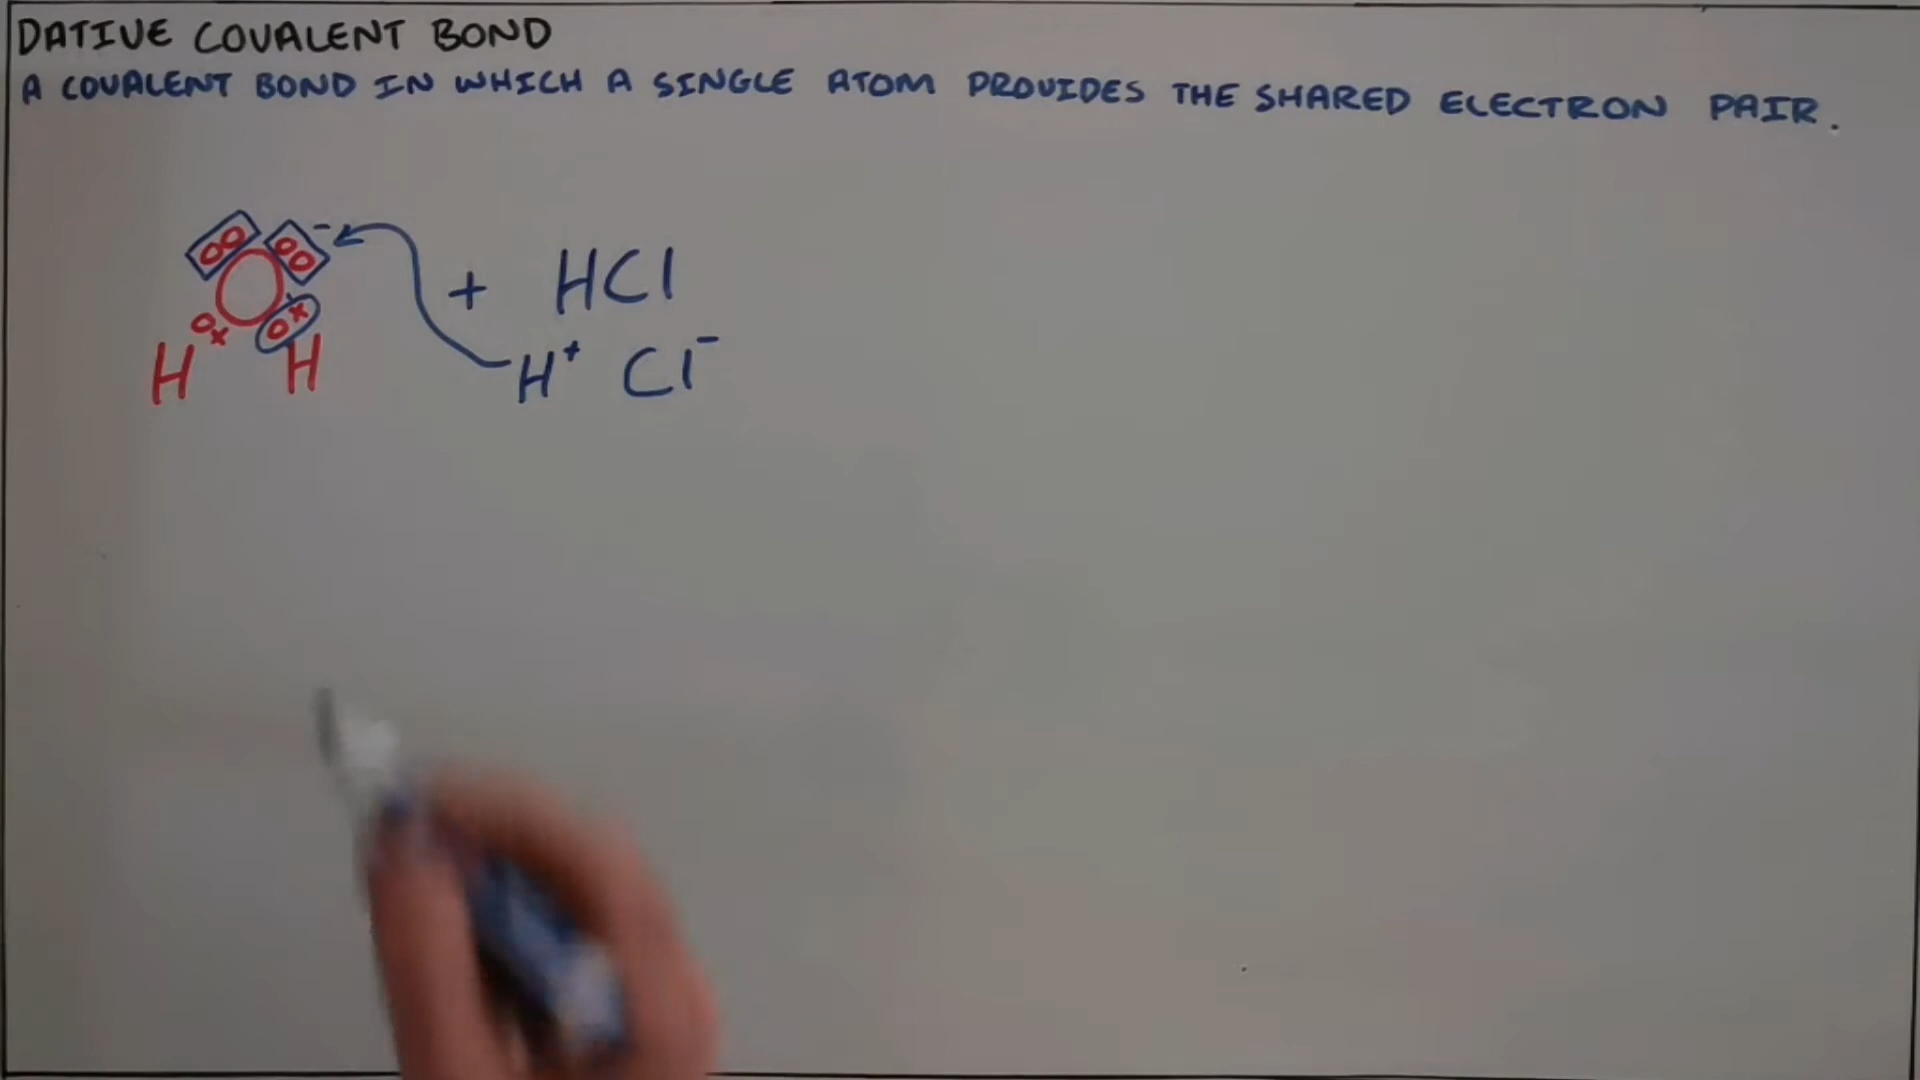 DATIVE COVALENT BOND
A COVALENT BOND IN WHICH A SINGLE ATOM PROVIDES THE SHARED ELECTRON PAIR.
+ HCl
H H
H⁺ Cl⁻